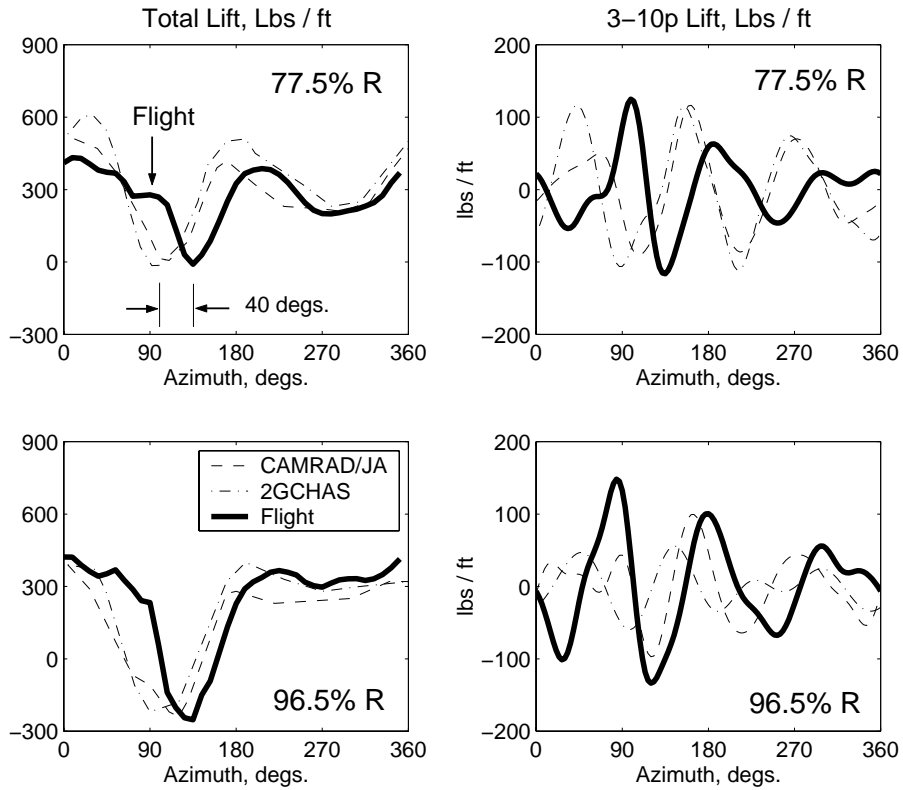 Total Lift, Lbs / ft
900
600
300
0
−300
77.5% R
Flight
40 degs.
0 90 180 270 360
Azimuth, degs.
3−10p Lift, Lbs / ft
200
100
0
−100
−200
lbs / ft
77.5% R
0 90 180 270 360
Azimuth, degs.
900
600
300
0
−300
CAMRAD/JA
2GCHAS
Flight
96.5% R
0 90 180 270 360
Azimuth, degs.
200
100
0
−100
−200
lbs / ft
96.5% R
0 90 180 270 360
Azimuth, degs.